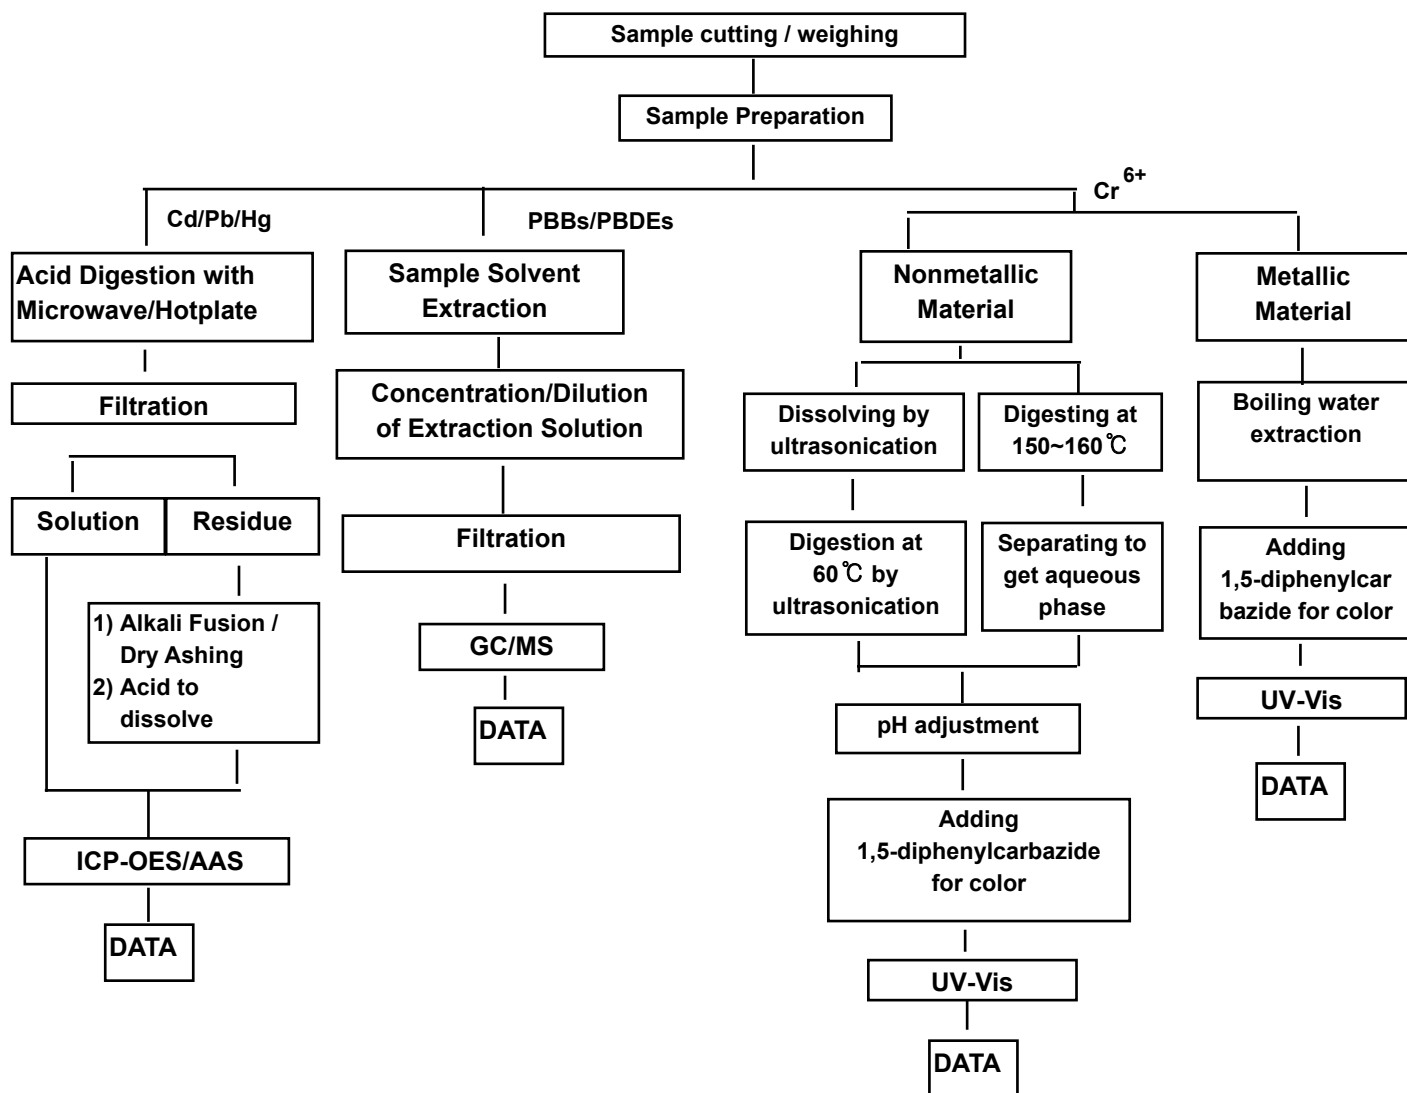 Sample cutting / weighing
Sample Preparation
Cd/Pb/Hg
PBBs/PBDEs
Cr 6+
Acid Digestion with
Microwave/Hotplate
Filtration
Solution
Residue
1) Alkali Fusion /
Dry Ashing
2) Acid to
dissolve
ICP-OES/AAS
DATA
Sample Solvent
Extraction
Concentration/Dilution
of Extraction Solution
Filtration
GC/MS
DATA
Nonmetallic
Material
Dissolving by
ultrasonication
Digestion at
60℃ by
ultrasonication
Digesting at
150~160℃
Separating to
get aqueous
phase
pH adjustment
Adding
1,5-diphenylcarbazide
for color
UV-Vis
DATA
Metallic
Material
Boiling water
extraction
Adding
1,5-diphenylcar
bazide for color
UV-Vis
DATA